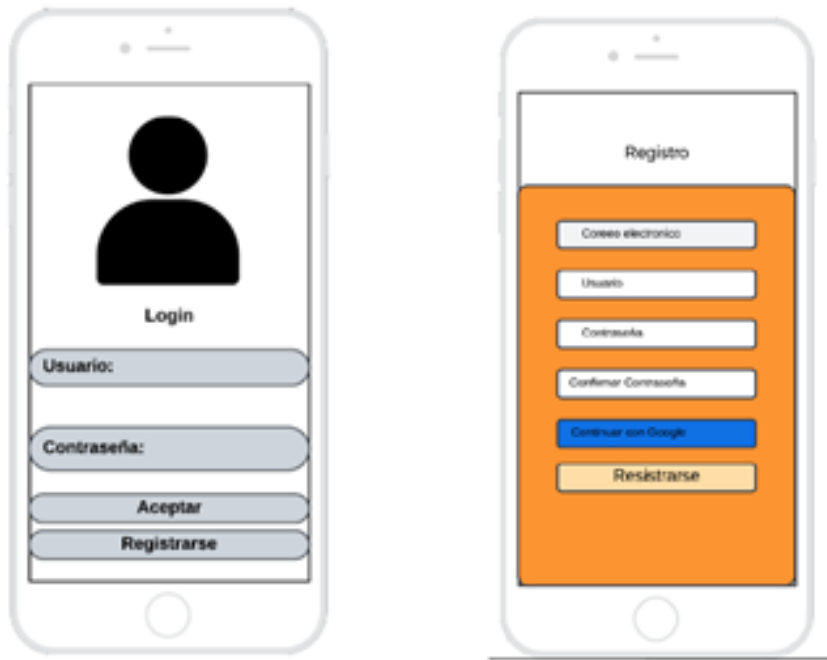 Login
Usuario:
Contraseña:
Aceptar
Registrarse
Registro
Correo electronico
Usuario
Contraseña
Confirmar Contraseña
Continuar con Google
Resistrarse